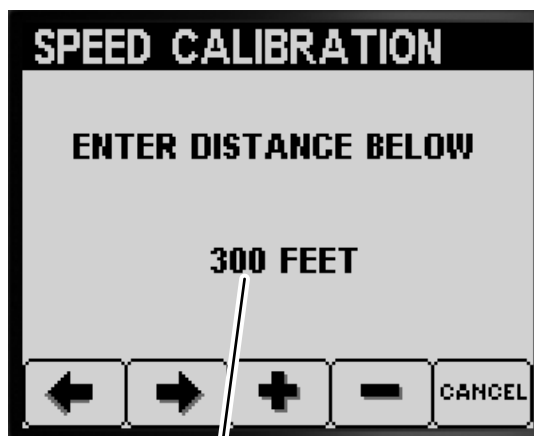 SPEED CALIBRATION
ENTER DISTANCE BELOW
300 FEET
CANCEL